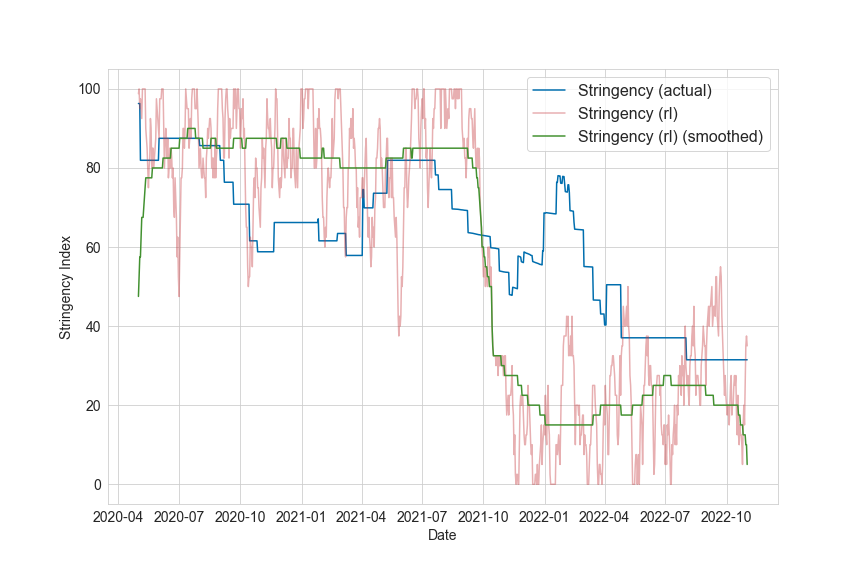 Stringency (actual)
Stringency (rl)
Stringency (rl) (smoothed)
100
80
60
40
20
0
Stringency Index
2020-04 2020-07 2020-10 2021-01 2021-04 2021-07 2021-10 2022-01 2022-04 2022-07 2022-10
Date